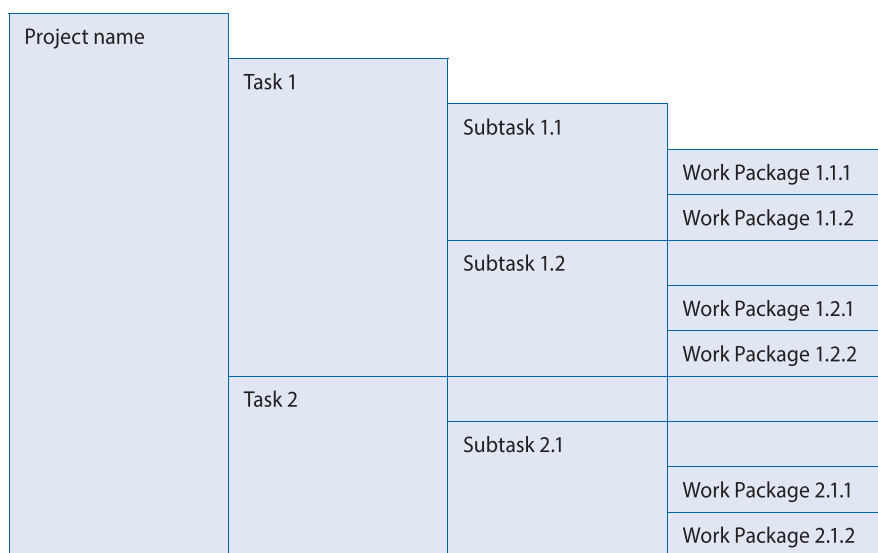 Project name
Task 1
Subtask 1.1
Work Package 1.1.1
Work Package 1.1.2
Subtask 1.2
Work Package 1.2.1
Work Package 1.2.2
Task 2
Subtask 2.1
Work Package 2.1.1
Work Package 2.1.2